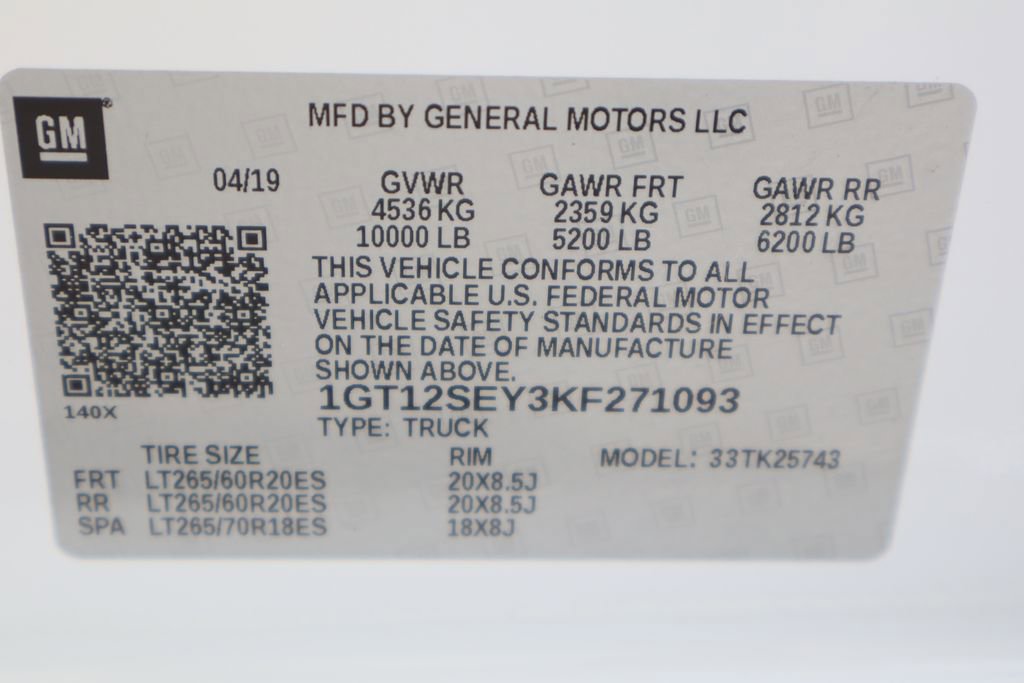 GM®
MFD BY GENERAL MOTORS LLC
04/19 GVWR GAWR FRT GAWR RR
4536 KG 2359 KG 2812 KG
10000 LB 5200 LB 6200 LB
THIS VEHICLE CONFORMS TO ALL
APPLICABLE U.S. FEDERAL MOTOR
VEHICLE SAFETY STANDARDS IN EFFECT
ON THE DATE OF MANUFACTURE
SHOWN ABOVE.
1GT12SEY3KF271093
140X
TYPE: TRUCK
TIRE SIZE RIM MODEL: 33TK25743
FRT LT265/60R20ES 20X8.5J
RR LT265/60R20ES 20X8.5J
SPA LT265/70R18ES 18X8J